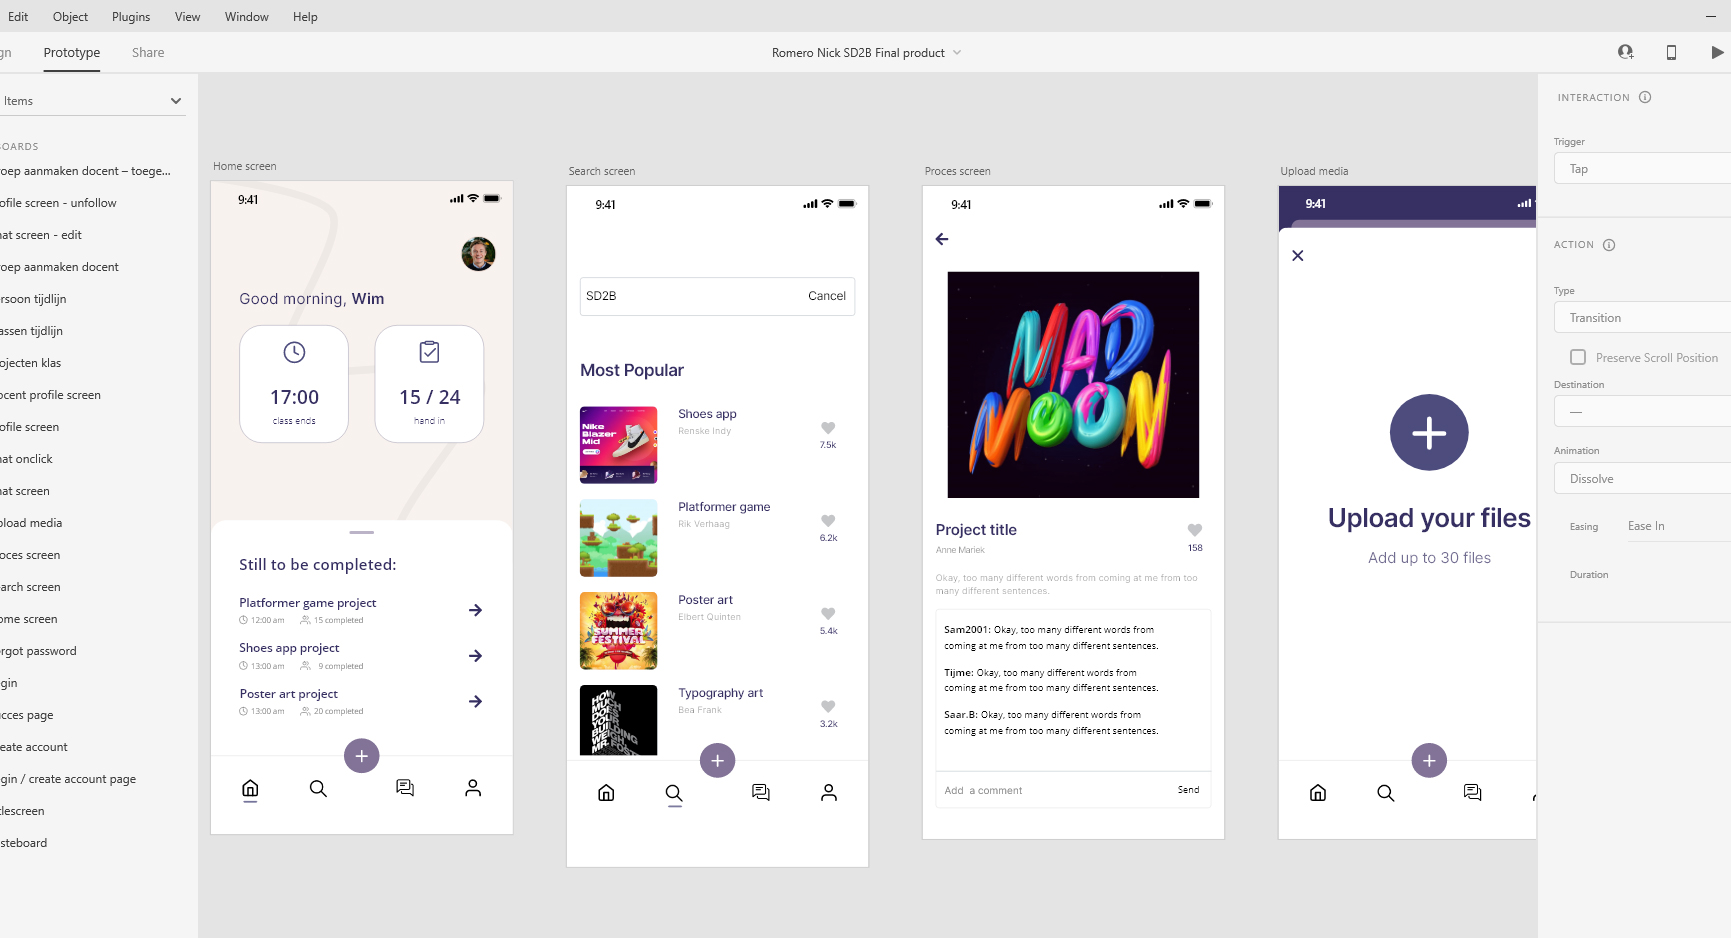 Edit Object Plugins View Window Help
gn Prototype Share
Romero Nick SD2B Final product
Items
OARDS
oep aanmaken docent – toege...
ofile screen - unfollow
hat screen - edit
oep aanmaken docent
rsoon tijdlijn
assen tijdlijn
ojecten klas
ocent profile screen
ofile screen
hat onclick
hat screen
pload media
oces screen
earch screen
ome screen
rgot password
gin
cces page
eate account
gin / create account page
tlescreen
steboard
Home screen
9:41
Good morning, Wim
17:00
class ends
15 / 24
hand in
Still to be completed:
Platformer game project
12:00 am 15 completed
Shoes app project
13:00 am 9 completed
Poster art project
13:00 am 20 completed
Search screen
9:41
SD2B Cancel
Most Popular
Nike
Blazer
Mid
Shoes app
Renske Indy
7.5k
Platformer game
Rik Verhaag
6.2k
SUMMER
FESTIVAL
Poster art
Elbert Quinten
5.4k
Typography art
Bea Frank
3.2k
Proces screen
9:41
MAD
NOON
Project title
Anne Mariek
158
Okay, too many different words from coming at me from too
many different sentences.
Sam2001: Okay, too many different words from
coming at me from too many different sentences.
Tijme: Okay, too many different words from
coming at me from too many different sentences.
Saar.B: Okay, too many different words from
coming at me from too many different sentences.
Add a comment Send
Upload media
9:41
Upload your files
Add up to 30 files
INTERACTION
Trigger
Tap
ACTION
Type
Transition
Preserve Scroll Position
Destination
—
Animation
Dissolve
Easing Ease In
Duration